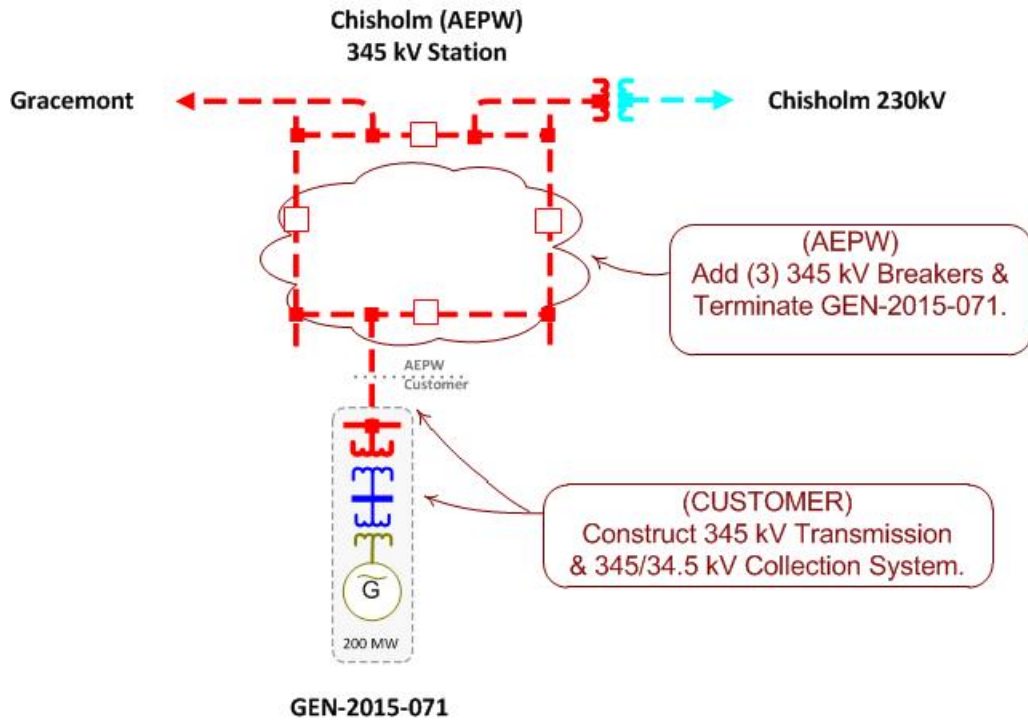 Chisholm (AEPW)
345 kV Station
Gracemont
Chisholm 230kV
(AEPW)
Add (3) 345 kV Breakers &
Terminate GEN-2015-071.
AEPW
Customer
(CUSTOMER)
Construct 345 kV Transmission
& 345/34.5 kV Collection System.
G
200 MW
GEN-2015-071